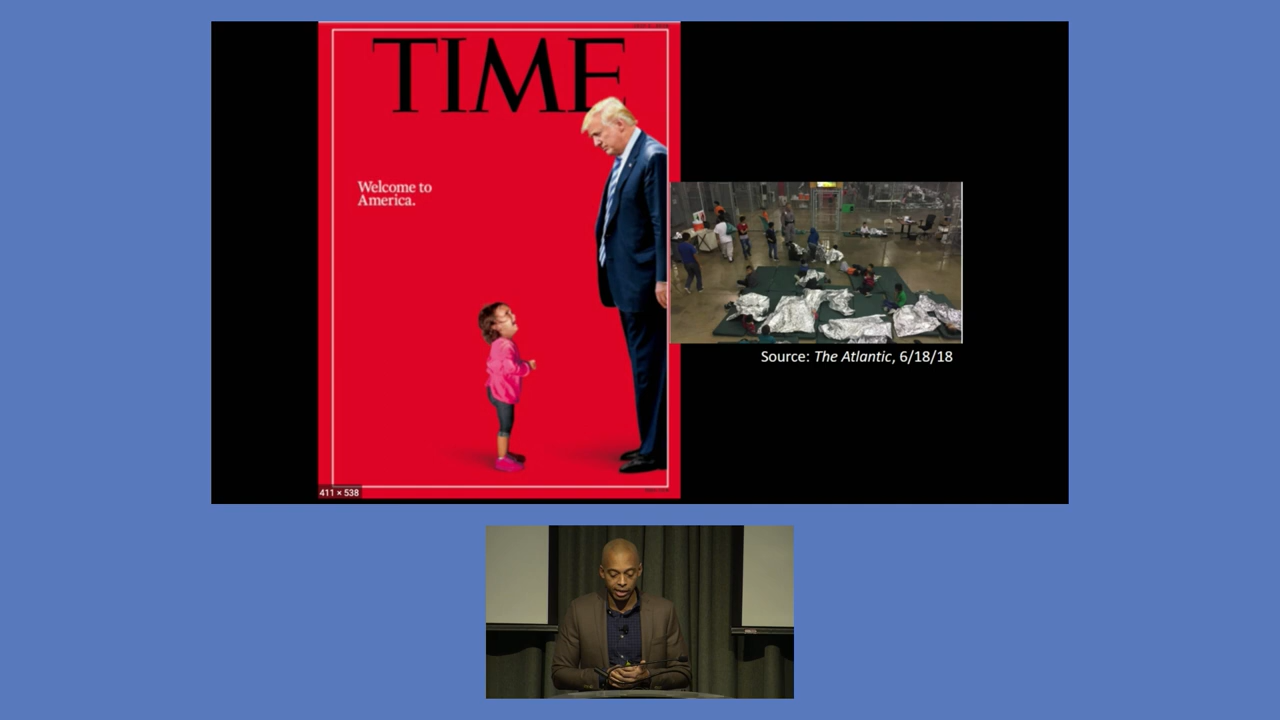 TIME
Welcome to
America.
Source: The Atlantic, 6/18/18
411 × 538